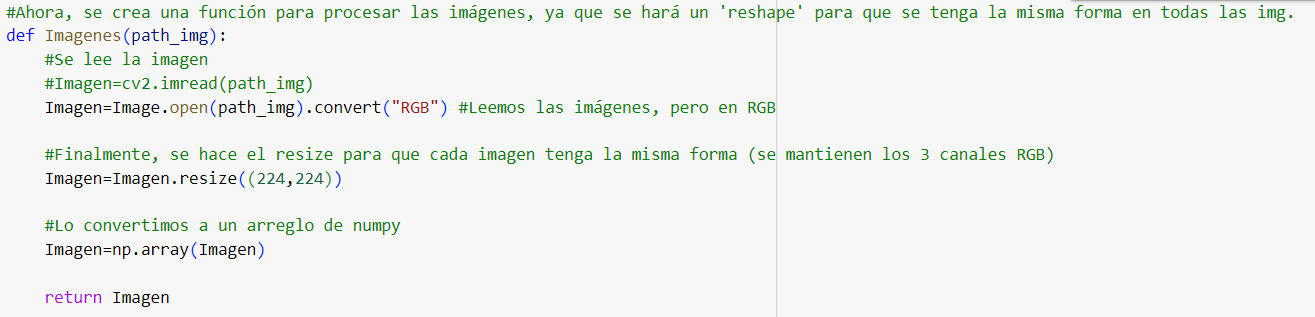 #Ahora, se crea una función para procesar las imágenes, ya que se hará un 'reshape' para que se tenga la misma forma en todas las img.
def Imagenes(path_img):
    #Se lee la imagen
    #Imagen=cv2.imread(path_img)
    Imagen=Image.open(path_img).convert("RGB") #Leemos las imágenes, pero en RGB
    #Finalmente, se hace el resize para que cada imagen tenga la misma forma (se mantienen los 3 canales RGB)
    Imagen=Imagen.resize((224,224))
    #Lo convertimos a un arreglo de numpy
    Imagen=np.array(Imagen)
    return Imagen